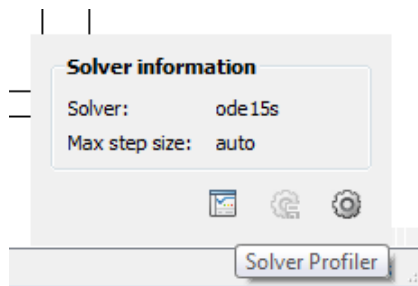 Solver information
Solver: ode15s
Max step size: auto
Solver Profiler